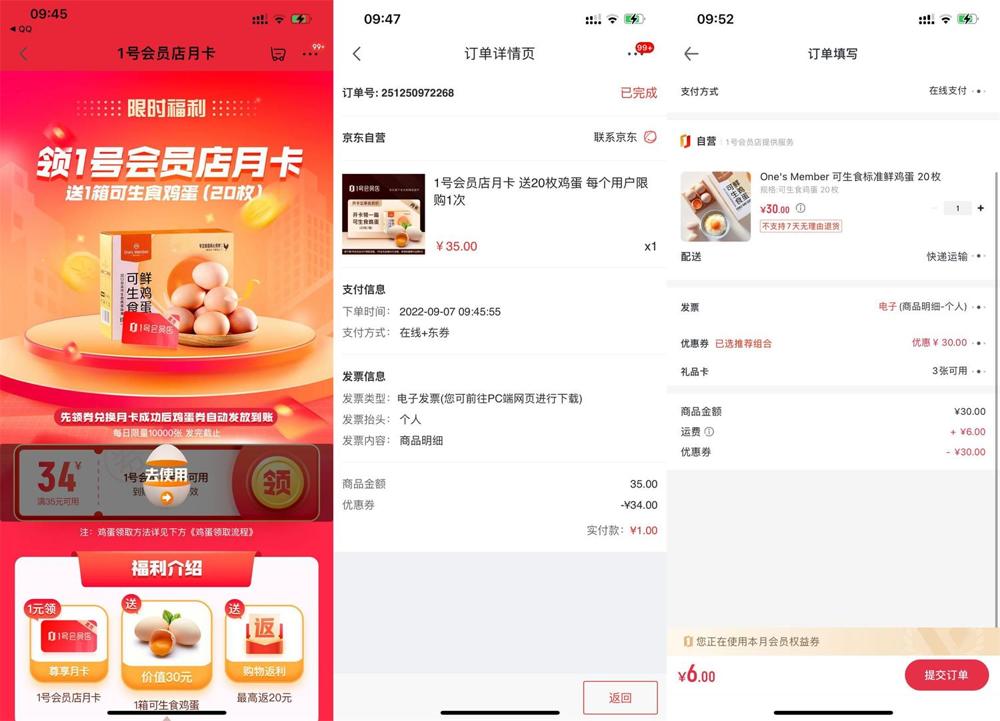 09:45
QQ
1号会员店月卡
99+
限时福利
领1号会员店月卡
送1箱可生食鸡蛋(20枚)
One's Member
鲜鸡蛋
可生食
1号会员店
先领券兑换月卡成功后鸡蛋券自动发放到账
每日限量10000张 发完截止
34¥
满35元可用
去使用
领
注：鸡蛋领取方法详见下方《鸡蛋领取流程》
福利介绍
1元领
1号会员店
尊享月卡
1号会员店月卡
送
价值30元
1箱可生食鸡蛋
送
返
购物返利
最高返20元
09:47
订单详情页
99+
订单号: 251250972268
已完成
京东自营
联系京东
1号会员店
1号会员店月卡 送20枚鸡蛋 每个用户限
购1次
¥ 35.00
x1
支付信息
下单时间： 2022-09-07 09:45:55
支付方式： 在线+东券
发票信息
发票类型： 电子发票(您可前往PC端网页进行下载)
发票抬头： 个人
发票内容： 商品明细
商品金额
35.00
优惠券
-¥34.00
实付款：¥1.00
返回
09:52
订单填写
支付方式
在线支付
自营
1号会员店提供服务
One's Member 可生食标准鲜鸡蛋 20枚
规格:可生食鸡蛋 20枚
¥30.00
1
+
不支持7天无理由退货
配送
快递运输
发票
电子(商品明细-个人)
优惠券 已选推荐组合
优惠 ¥ 30.00
礼品卡
3张可用
商品金额
¥30.00
运费
+ ¥6.00
优惠券
- ¥30.00
您正在使用本月会员权益券
¥6.00
提交订单